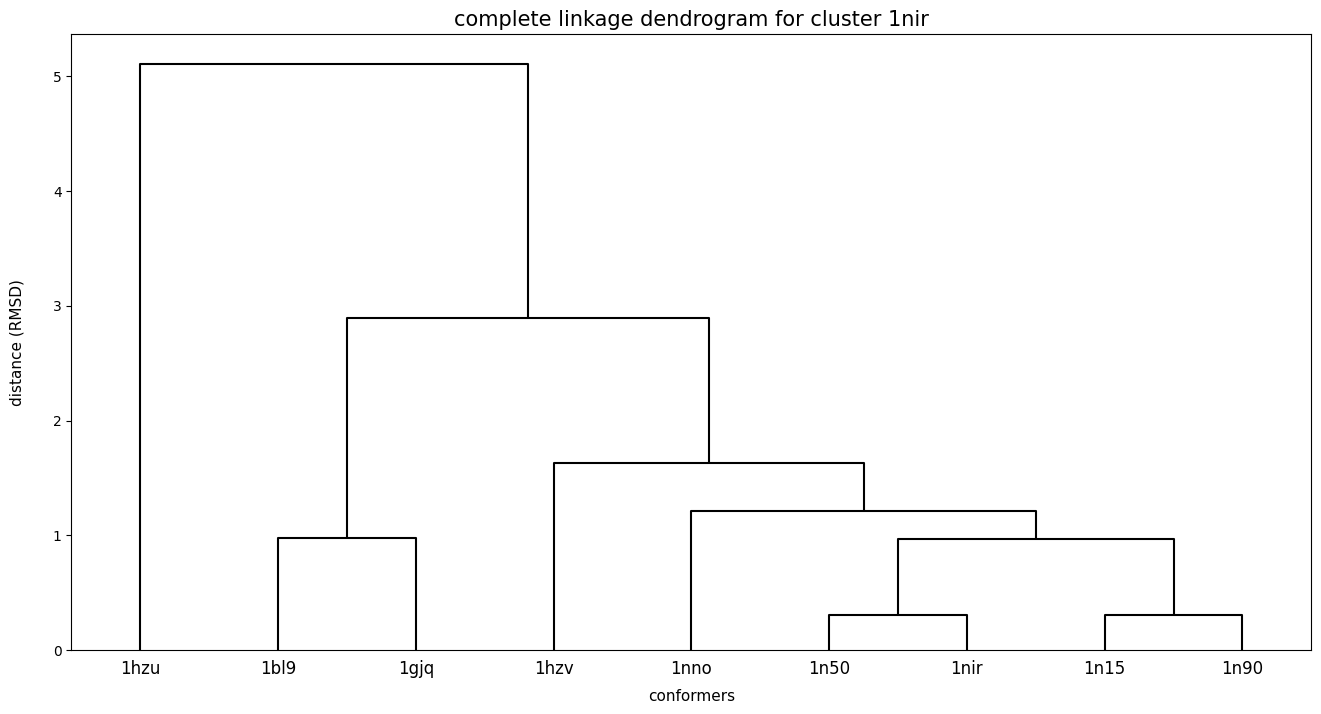 complete linkage dendrogram for cluster 1nir
5
4
3
2
1
0
distance (RMSD)
1hzu 1bl9 1gjq 1hzv 1nno 1n50 1nir 1n15 1n90
conformers